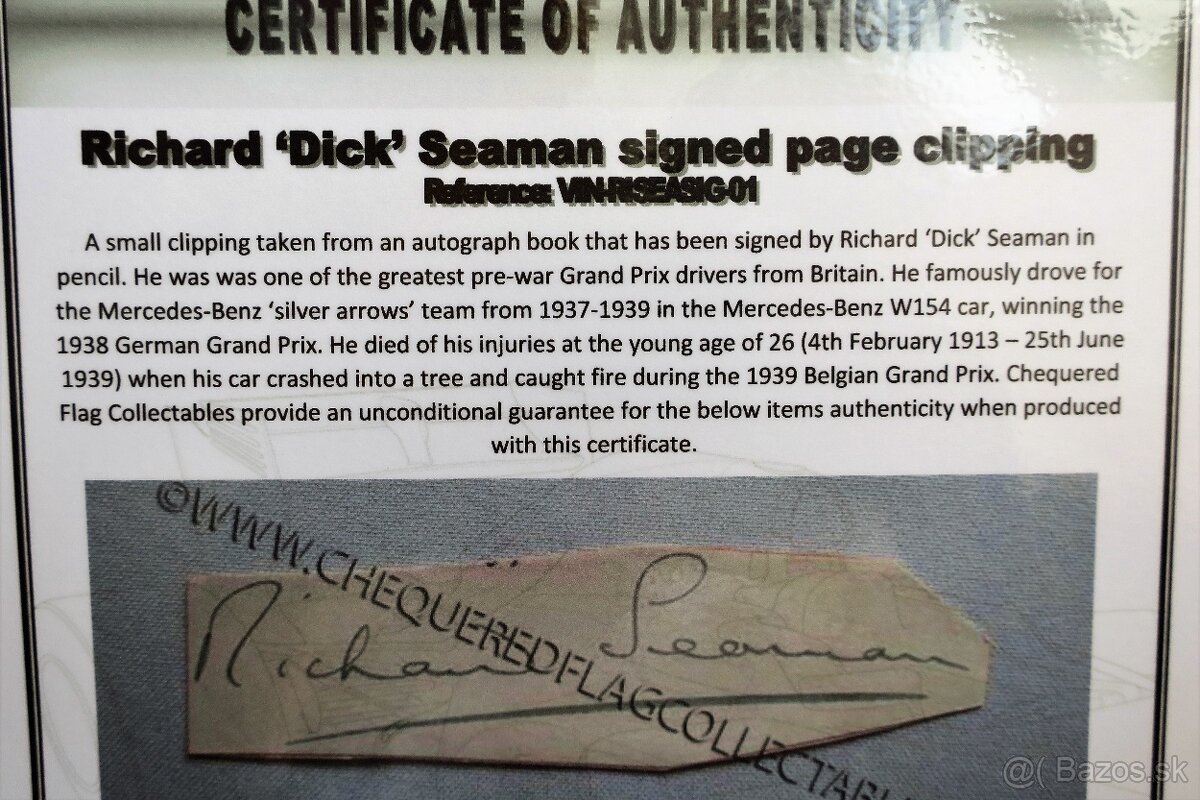 CERTIFICATE OF AUTHENTICITY
Richard ‘Dick’ Seaman signed page clipping
Reference: VIN-RISEASIG-01
A small clipping taken from an autograph book that has been signed by Richard ‘Dick’ Seaman in
pencil. He was was one of the greatest pre-war Grand Prix drivers from Britain. He famously drove for
the Mercedes-Benz ‘silver arrows’ team from 1937-1939 in the Mercedes-Benz W154 car, winning the
1938 German Grand Prix. He died of his injuries at the young age of 26 (4th February 1913 – 25th June
1939) when his car crashed into a tree and caught fire during the 1939 Belgian Grand Prix. Chequered
Flag Collectables provide an unconditional guarantee for the below items authenticity when produced
with this certificate.
©WWW.CHEQUEREDFLAGCOLLECTAB
Richard Seaman
@( Bazos.sk